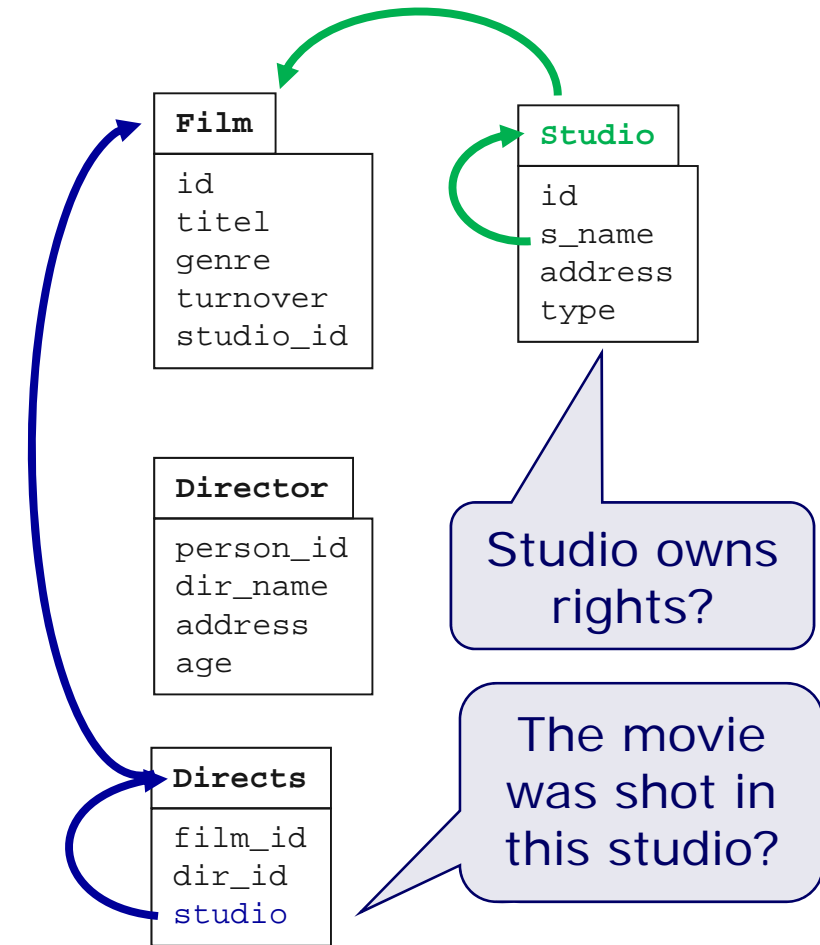 Film
id
titel
genre
turnover
studio_id
Studio
id
s_name
address
type
Director
person_id
dir_name
address
age
Studio owns
rights?
Directs
film_id
dir_id
studio
The movie
was shot in
this studio?